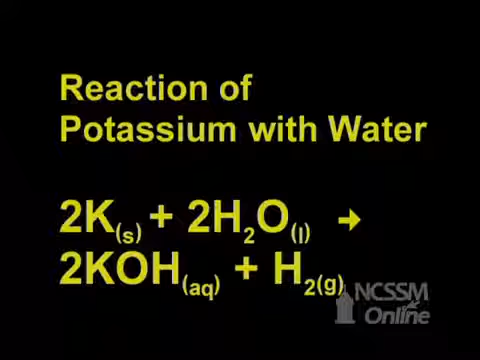 Reaction of
Potassium with Water
2K(s) + 2H2O(l) →
2KOH(aq) + H2(g)
NCSSM
Online